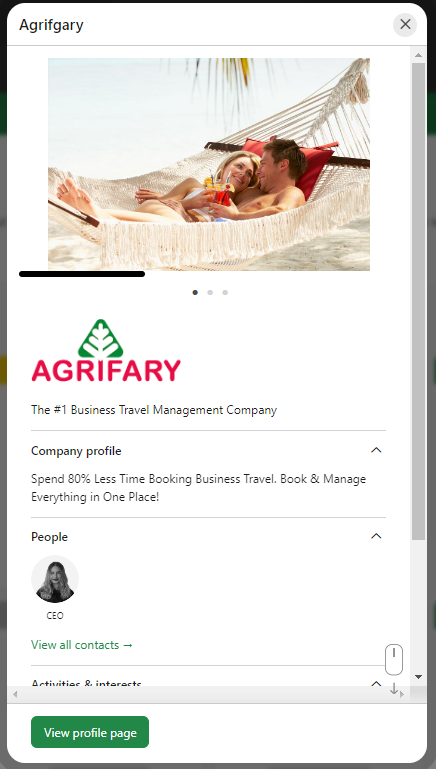 Agrifgary
AGRIFARY
The #1 Business Travel Management Company
Company profile
Spend 80% Less Time Booking Business Travel. Book & Manage
Everything in One Place!
People
CEO
View all contacts →
Activities & interests
View profile page